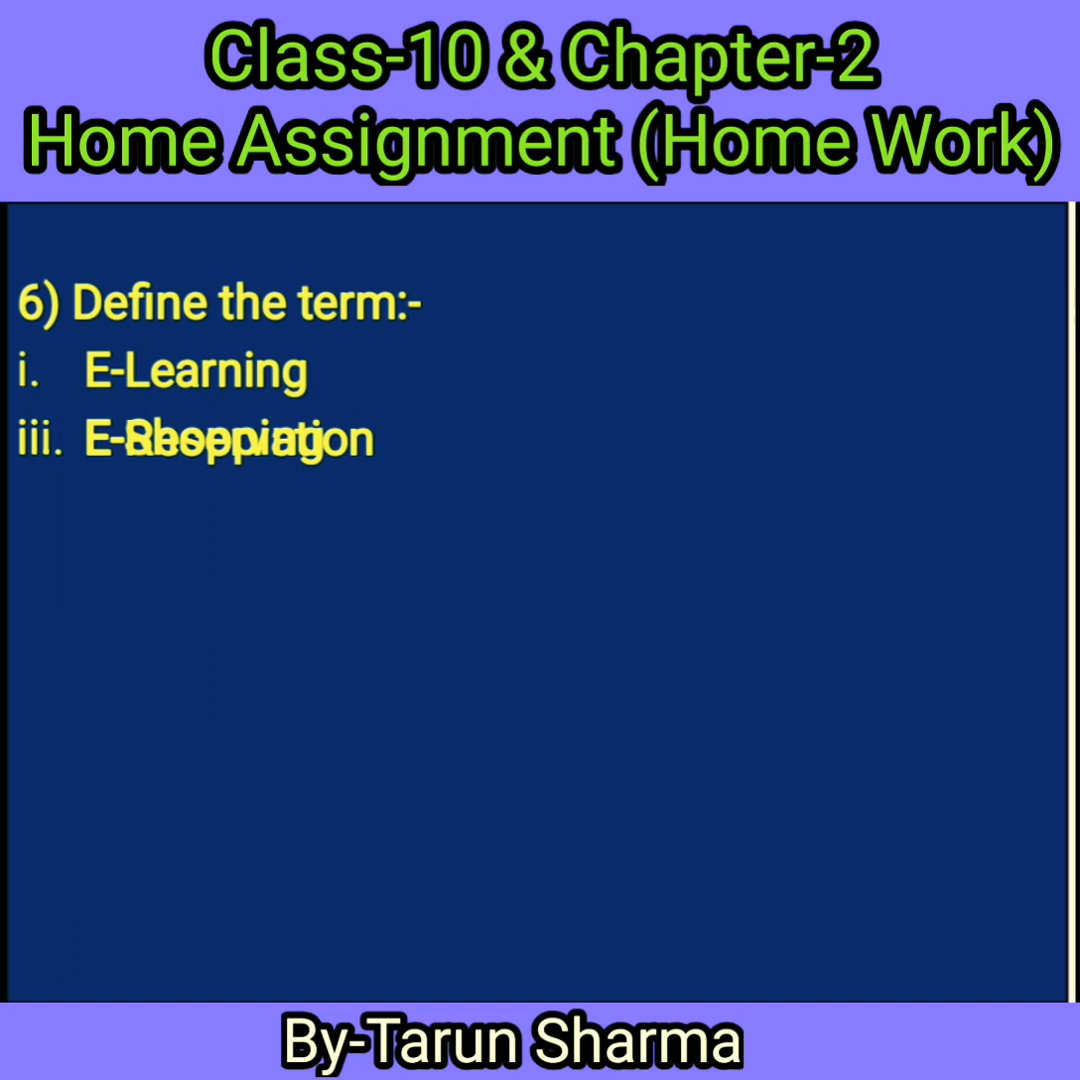 Class-10 & Chapter-2
Home Assignment (Home Work)
6) Define the term:-
i. E-Learning
iii. E-
By-Tarun Sharma